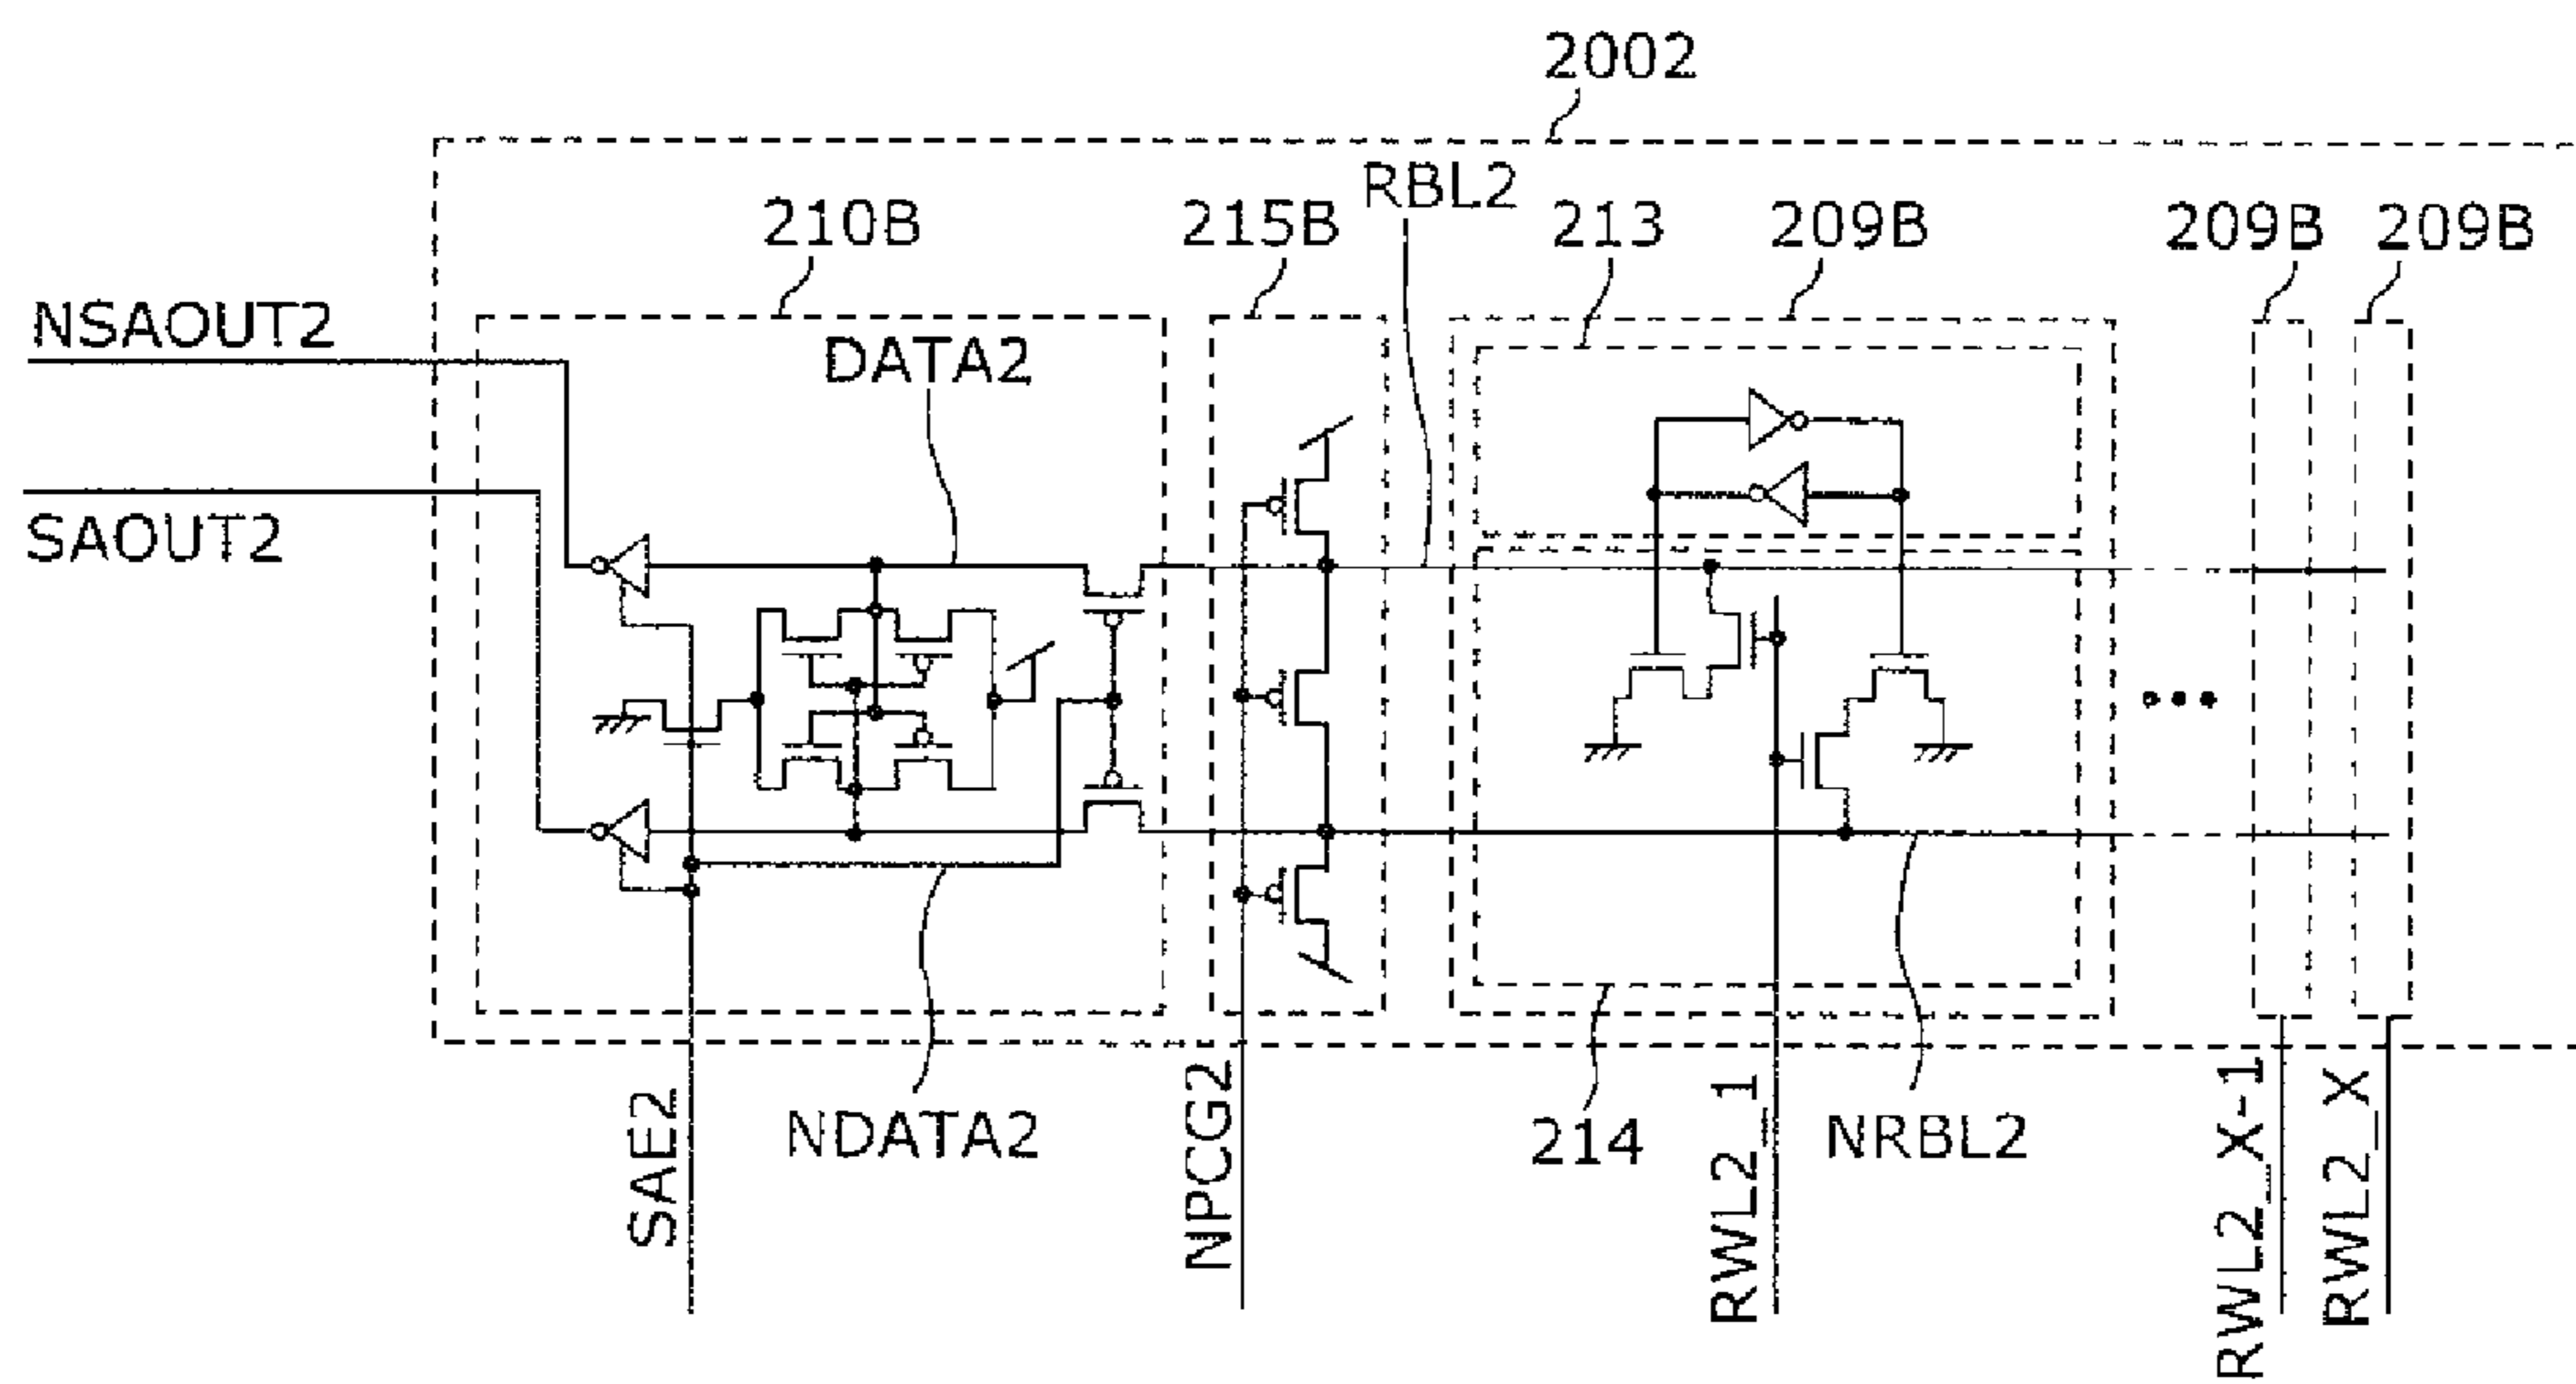 2002
RBL2
210B
215B
213
209B
209B
209B
NSAOUT2
DATA2
SAOUT2
SAE2
NDATA2
NPCG2
214
RWL2_1
NRBL2
RWL2_X-1
RWL2_X